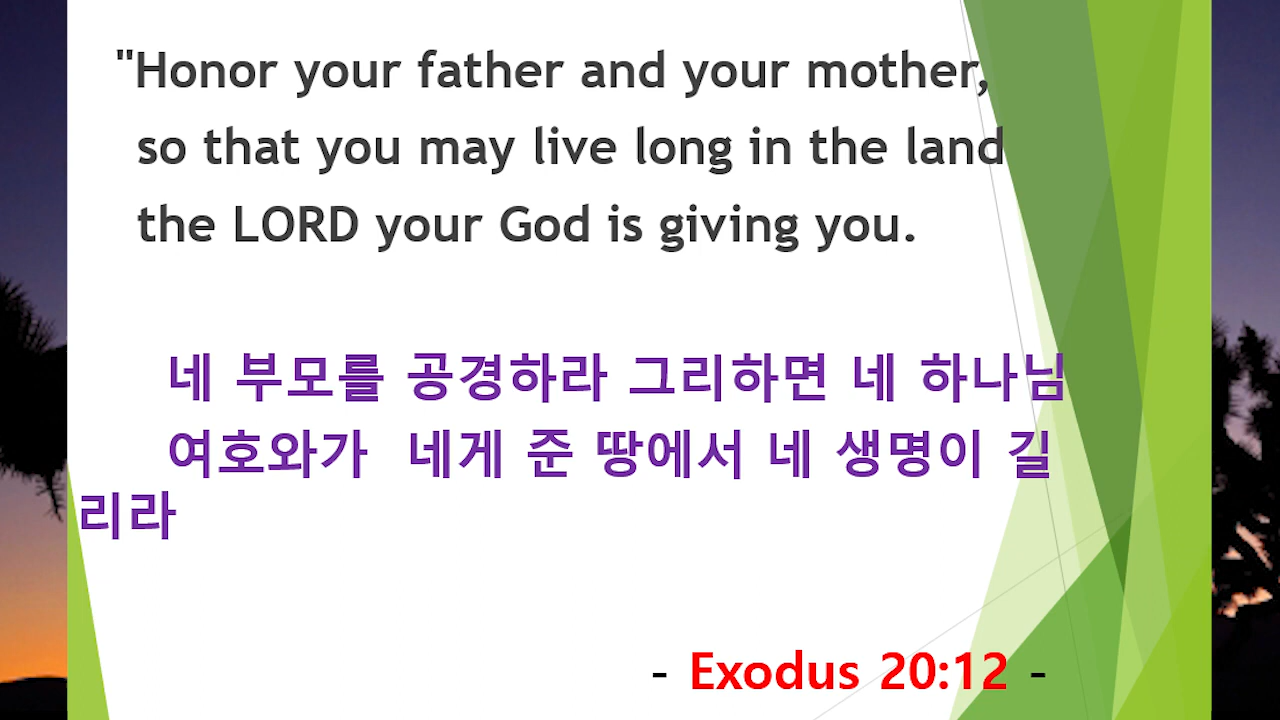 "Honor your father and your mother,
so that you may live long in the land
the LORD your God is giving you.
네 부모를 공경하라 그리하면 네 하나님
여호와가 네게 준 땅에서 네 생명이 길
리라
- Exodus 20:12 -